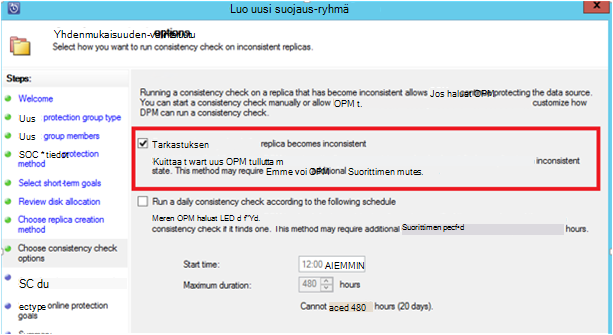 Luo uusi suojaus-ryhmä
Yhdenmukaisuuden- options
Select how you want to run consistency check on inconsistent replicas.
Steps:
Welcome
Uus protection group type
Uus group members
SOC * tiedot protection
method
Select short-term goals
Review disk allocation
Choose replica creation
method
Choose consistency check
options
SC du
ectype online protection
goals
Running a consistency check on a replica that has become inconsistent allows Jos haluat OPM protecting the data source.
You can start a consistency check manually or allow OPM t. customize how
DPM can run a consistency check.
Tarkastuksen replica becomes inconsistent
Kuittaa t wart uus OPM tullutta m inconsistent
state. This method may require Emme voi OPM ditional Suorittimen mutes.
Run a daily consistency check according to the following schedule
Meren OPM haluat LED d f"Yd.
consistency check if it finds one. This method may require additional Suorittimen pecf+d hours.
Start time: 12:00 AIEMMIN
Maximum duration: 480 hours
Cannot aced 480 hours (20 days).